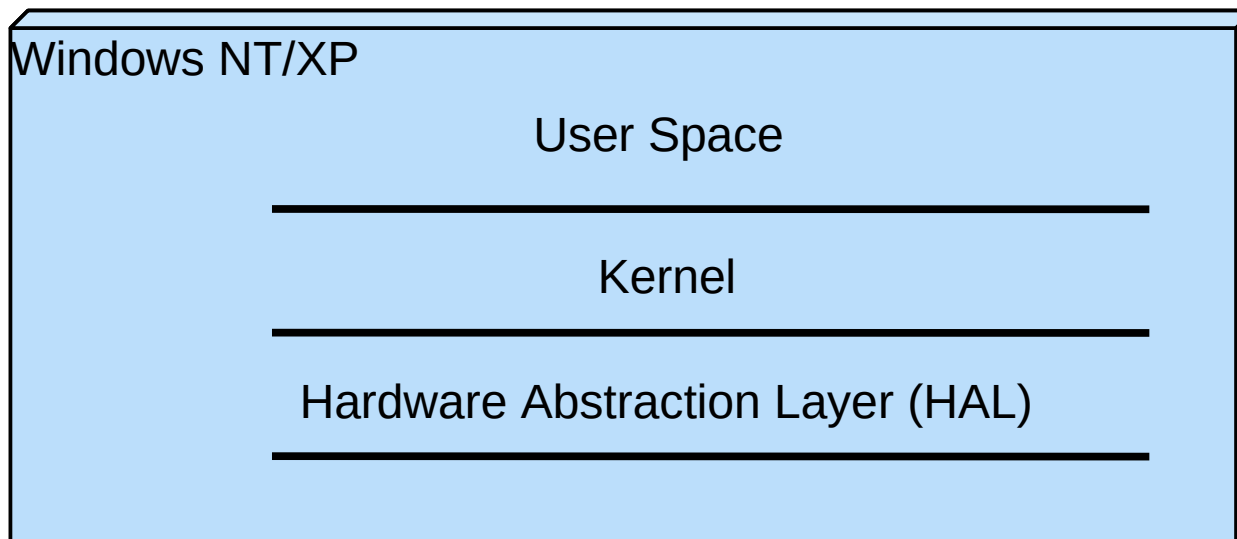 Windows NT/XP
User Space
Kernel
Hardware Abstraction Layer (HAL)